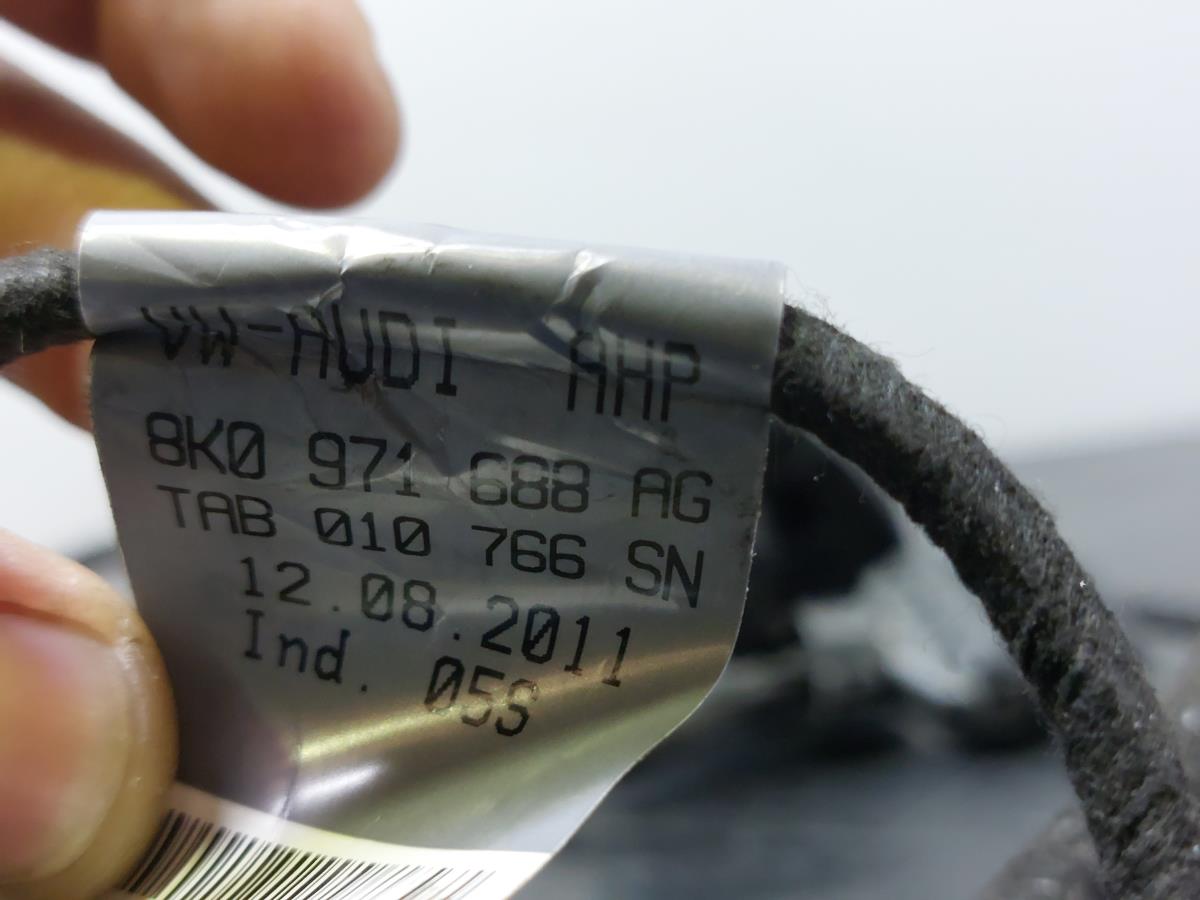 VW-AUDI AHP
8K0 971 688 AG
TAB 010 766 SN
12.08.2011
Ind. 05S